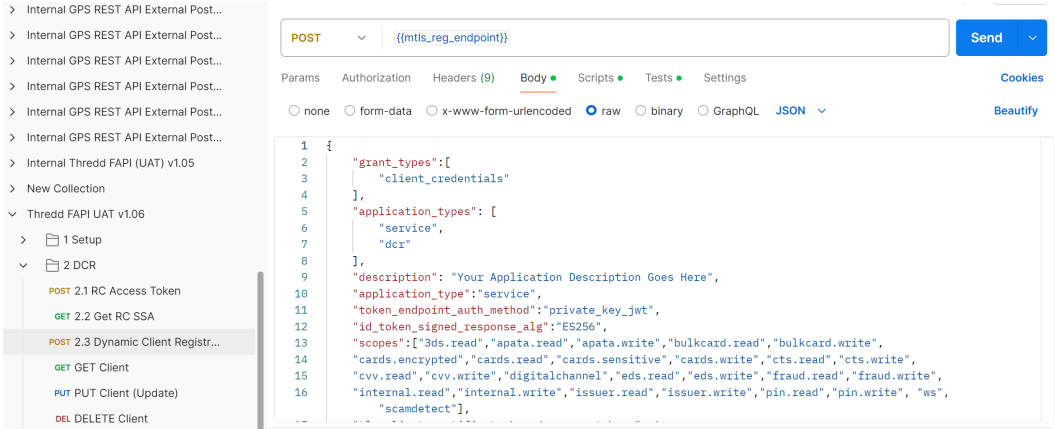 Internal GPS REST API External Post...
Internal GPS REST API External Post...
Internal GPS REST API External Post...
Internal GPS REST API External Post...
Internal GPS REST API External Post...
Internal GPS REST API External Post...
Internal Thredd FAPI (UAT) v1.05
New Collection
Thredd FAPI UAT v1.06
1 Setup
2 DCR
POST 2.1 RC Access Token
GET 2.2 Get RC SSA
POST 2.3 Dynamic Client Registr...
GET GET Client
PUT PUT Client (Update)
DEL DELETE Client
POST {{mtls_reg_endpoint}} Send
Params Authorization Headers (9) Body Scripts Tests Settings Cookies
none form-data x-www-form-urlencoded raw binary GraphQL JSON Beautify
1 {
2 "grant_types":[
3 "client_credentials"
4 ],
5 "application_types": [
6 "service",
7 "dcr"
8 ],
9 "description": "Your Application Description Goes Here",
10 "application_type":"service",
11 "token_endpoint_auth_method":"private_key_jwt",
12 "id_token_signed_response_alg":"ES256",
13 "scopes":["3ds.read","apata.read","apata.write","bulkcard.read","bulkcard.write",
14 "cards.encrypted","cards.read","cards.sensitive","cards.write","cts.read","cts.write",
15 "cvv.read","cvv.write","digitalchannel","eds.read","eds.write","fraud.read","fraud.write",
16 "internal.read","internal.write","issuer.read","issuer.write","pin.read","pin.write", "ws",
"scamdetect"],